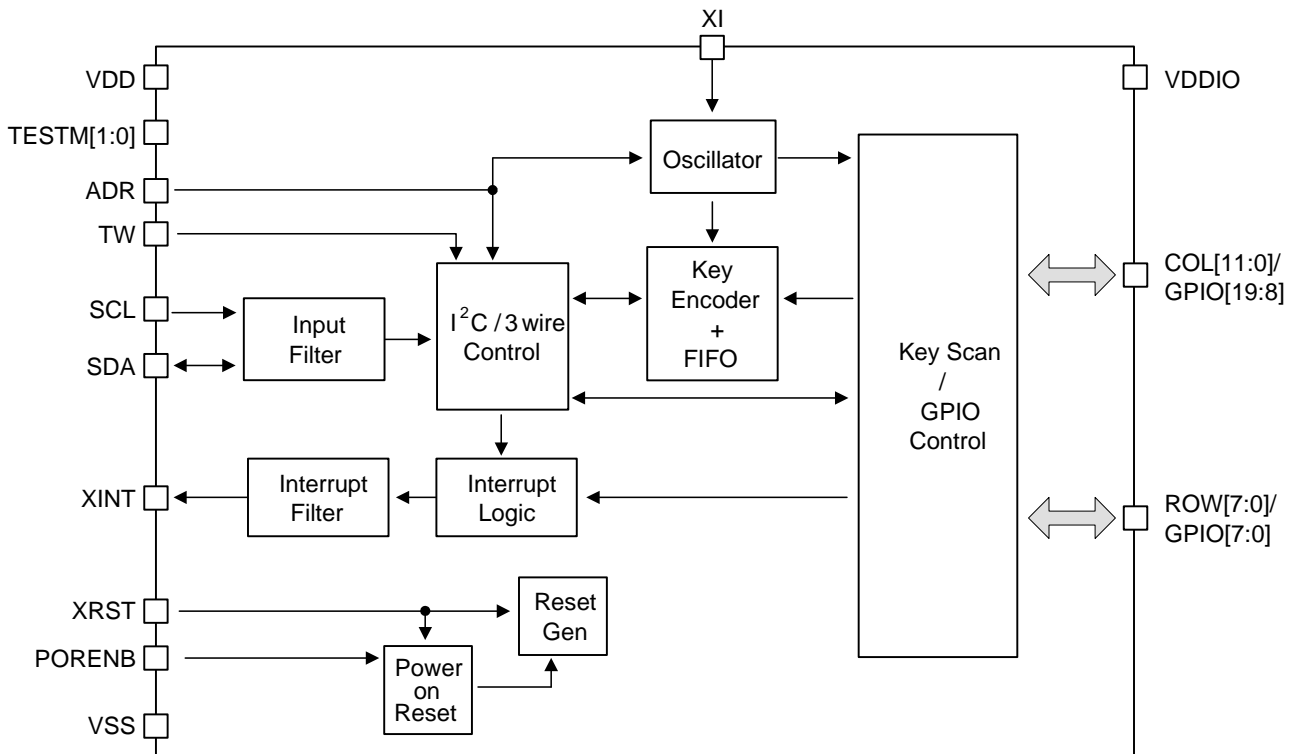 XI
VDD
VDDIO
TESTM[1:0]
Oscillator
ADR
TW
Key
Encoder
+
FIFO
COL[11:0]/
GPIO[19:8]
SCL
Input
Filter
I²C / 3 wire
Control
SDA
Key Scan
/
GPIO
Control
XINT
Interrupt
Filter
Interrupt
Logic
ROW[7:0]/
GPIO[7:0]
XRST
Reset
Gen
PORENB
Power
on
Reset
VSS